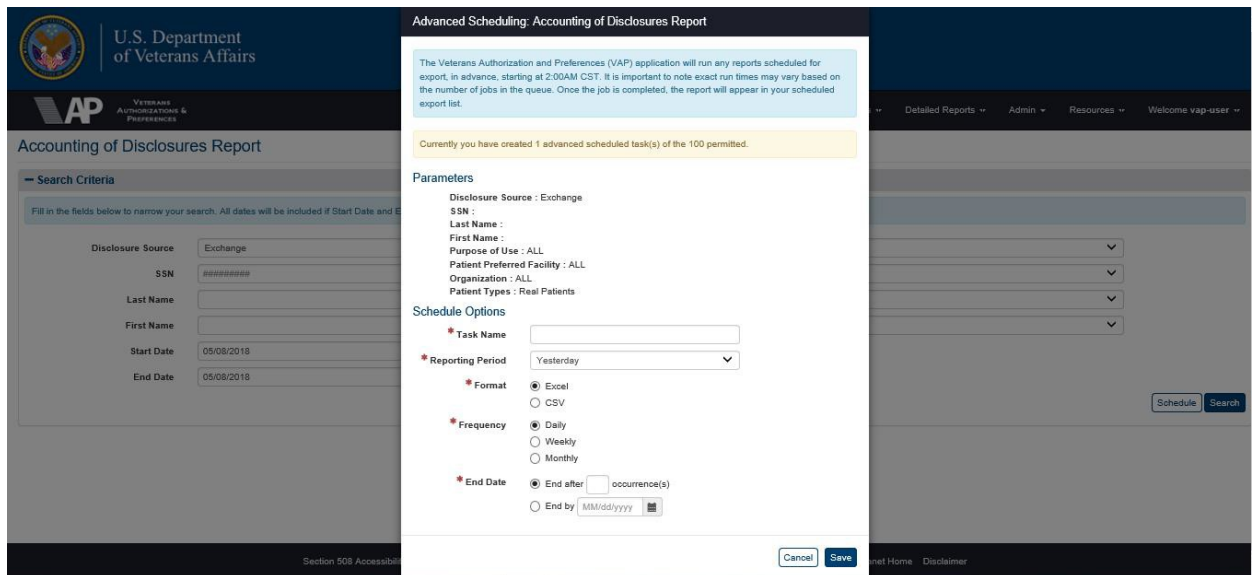 U.S. Department
of Veterans Affairs
VAP
VETERANS
AUTHORIZATIONS &
PREFERENCES
Detailed Reports
Admin
Resources
Welcome vap-user
Accounting of Disclosures Report
Search Criteria
Fill in the fields below to narrow your search. All dates will be included if Start Date and
Disclosure Source
Exchange
SSN
#########
Last Name
First Name
Start Date
05/08/2018
End Date
05/08/2018
Schedule
Search
Advanced Scheduling: Accounting of Disclosures Report
The Veterans Authorization and Preferences (VAP) application will run any reports scheduled for
export, in advance, starting at 2:00AM CST. It is important to note exact run times may vary based on
the number of jobs in the queue. Once the job is completed, the report will appear in your scheduled
export list.
Currently you have created 1 advanced scheduled task(s) of the 100 permitted.
Parameters
Disclosure Source : Exchange
SSN :
Last Name :
First Name :
Purpose of Use : ALL
Patient Preferred Facility : ALL
Organization : ALL
Patient Types : Real Patients
Schedule Options
* Task Name
* Reporting Period
Yesterday
* Format
Excel
CSV
* Frequency
Daily
Weekly
Monthly
* End Date
End after occurrence(s)
End by MM/dd/yyyy
Cancel
Save
Section 508
Home Disclaimer